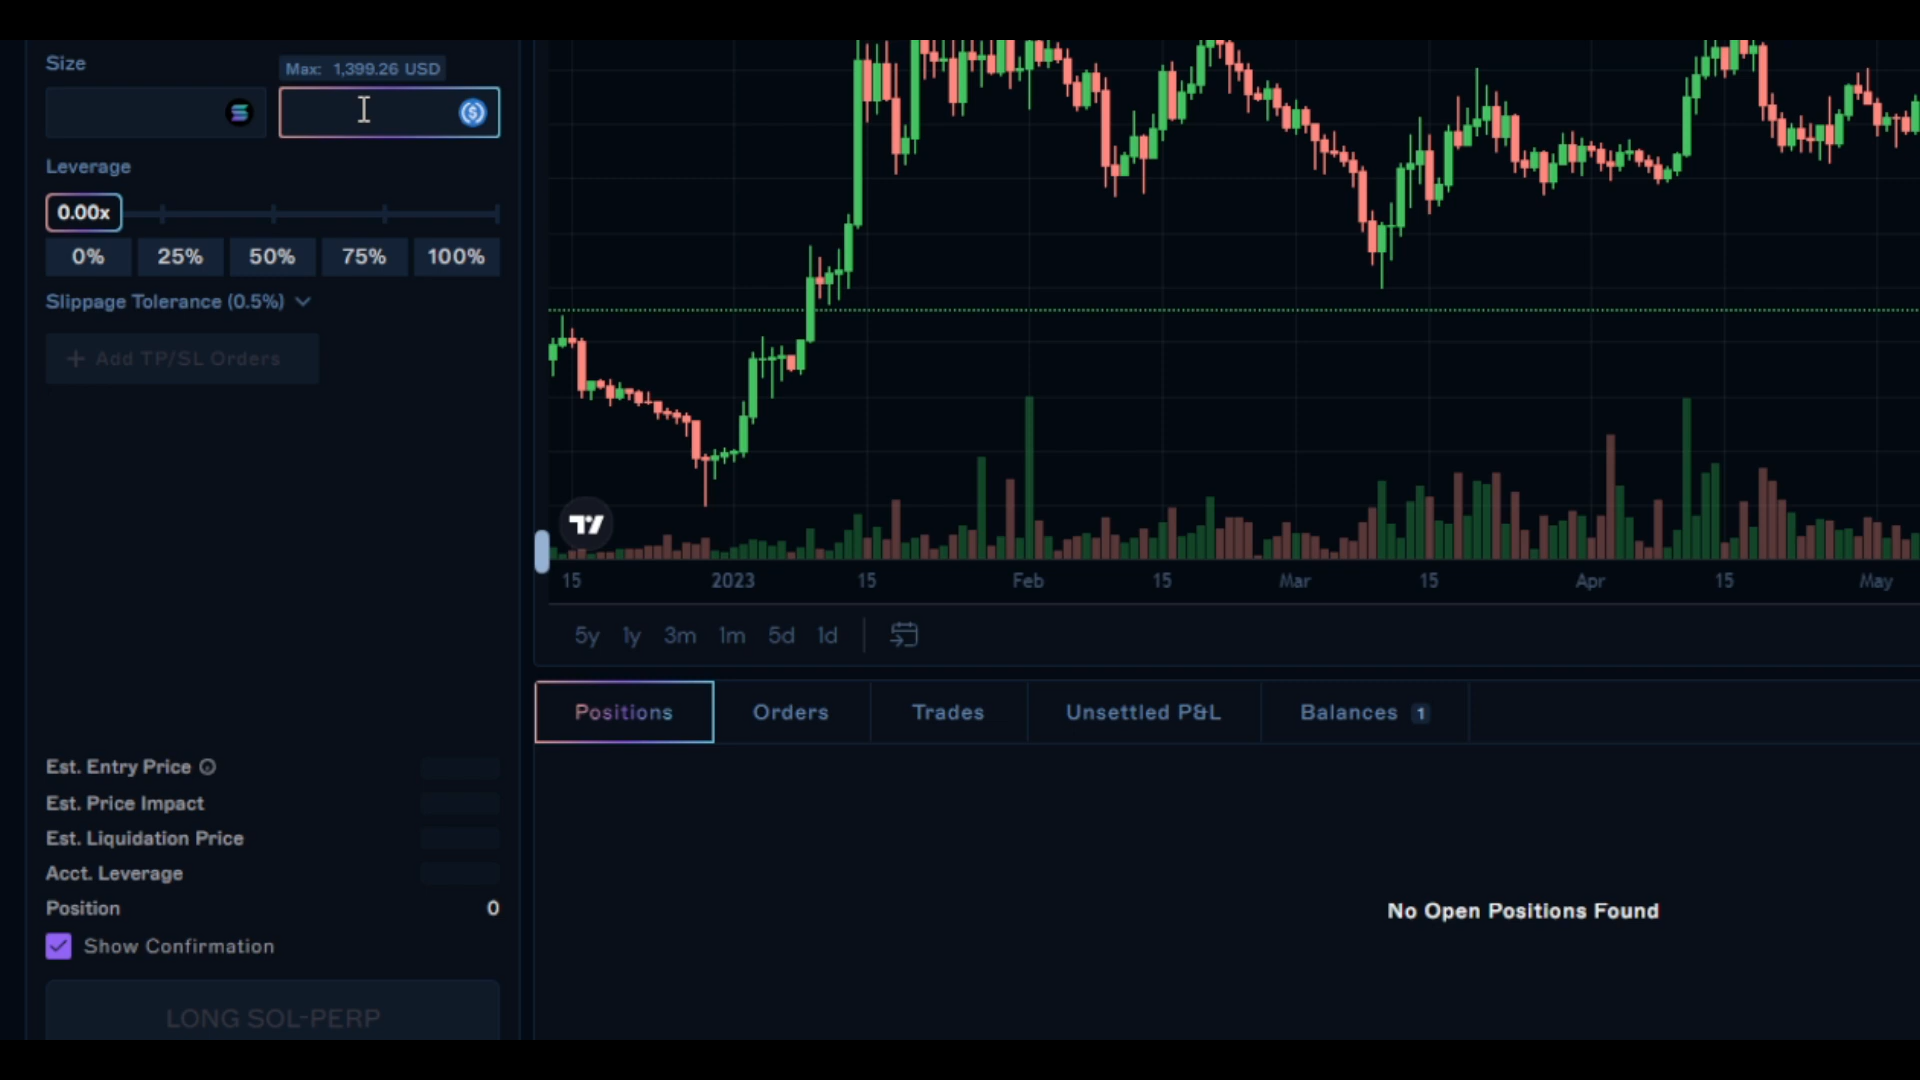 Size
Max: 1,399.26 USD
Leverage
0.00x
0% 25% 50% 75% 100%
Slippage Tolerance (0.5%)
+ Add TP/SL Orders
15 2023 15 Feb 15 Mar 15 Apr 15 May
5y 1y 3m 1m 5d 1d
Positions Orders Trades Unsettled P&L Balances 1
Est. Entry Price
Est. Price Impact
Est. Liquidation Price
Acct. Leverage
Position 0
Show Confirmation
LONG SOL-PERP
No Open Positions Found